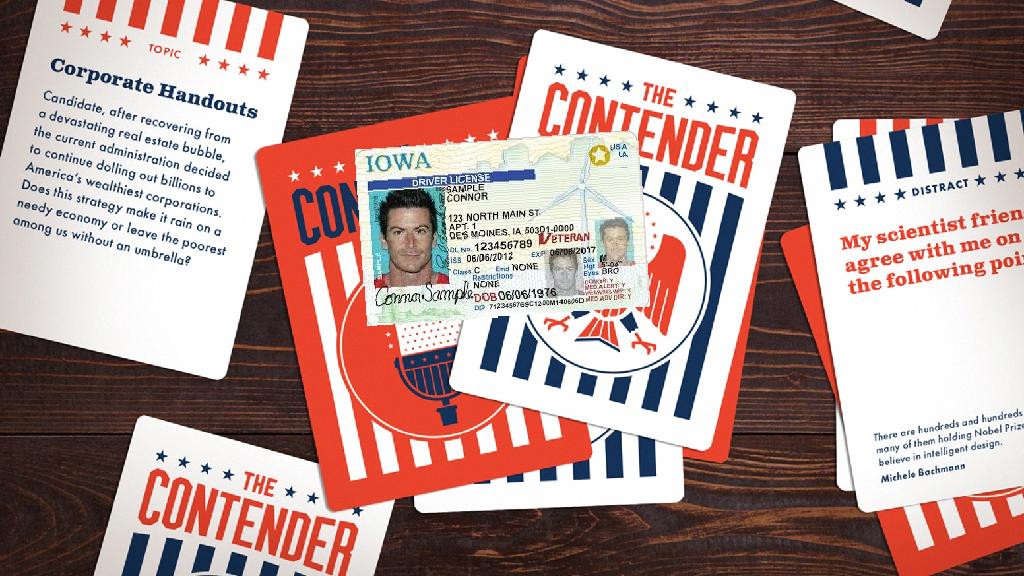 TOPIC
Corporate Handouts
Candidate, after recovering from
a devastating real estate bubble,
the current administration decided
to continue dolling out billions to
America's wealthiest corporations.
Does this strategy make it rain on a
needy economy or leave the poorest
among us without an umbrella?
THE
CONTENDER
CON
IOWA
USA
IA
DRIVER LICENSE
SAMPLE
CONNOR
123 NORTH MAIN ST.
APT. 1
DES MOINES, IA 50301-0000
DL No. 123456789
VETERAN
ISS 06/06/2012
EXP 06/06/2017
Class C
End NONE
Restrictions
NONE
Sex M
Eyes BRO
DONOR: Y
MED ALERT: Y
MED ADV DIR: Y
Connor Sample
DOB 06/06/1976
DISTRACT
My scientist frien
agree with me on
the following poi
There are hundreds and hundreds
many of them holding Nobel Prize
believe in intelligent design.
Michele Bachmann
THE
CONTENDER